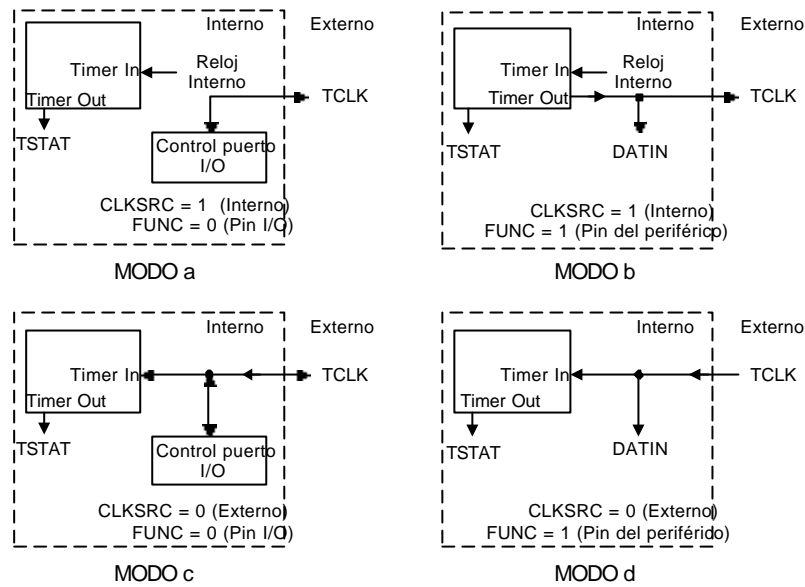 Interno
Externo
Timer In
Reloj
Interno
Timer Out
TCLK
TSTAT
Control puerto
I/O
CLKSRC = 1 (Interno)
FUNC = 0 (Pin I/O)
MODO a
Interno
Externo
Timer In
Reloj
Interno
Timer Out
TCLK
TSTAT
DATIN
CLKSRC = 1 (Interno)
FUNC = 1 (Pin del periférico)
MODO b
Interno
Externo
Timer In
TCLK
Timer Out
TSTAT
Control puerto
I/O
CLKSRC = 0 (Externo)
FUNC = 0 (Pin I/O)
MODO c
Interno
Externo
Timer In
TCLK
Timer Out
TSTAT
DATIN
CLKSRC = 0 (Externo)
FUNC = 1 (Pin del periférido)
MODO d